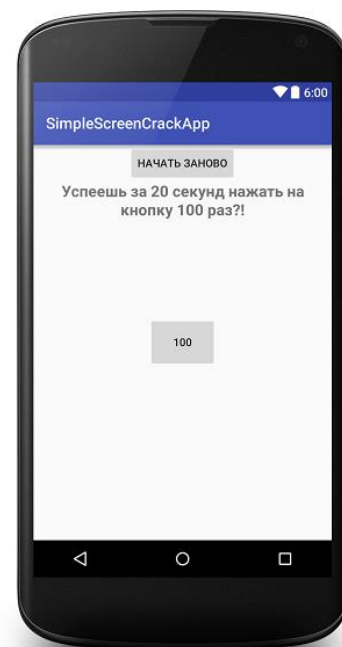 6:00
SimpleScreenCrackApp
НАЧАТЬ ЗАНОВО
Успеешь за 20 секунд нажать на
кнопку 100 раз?!
100